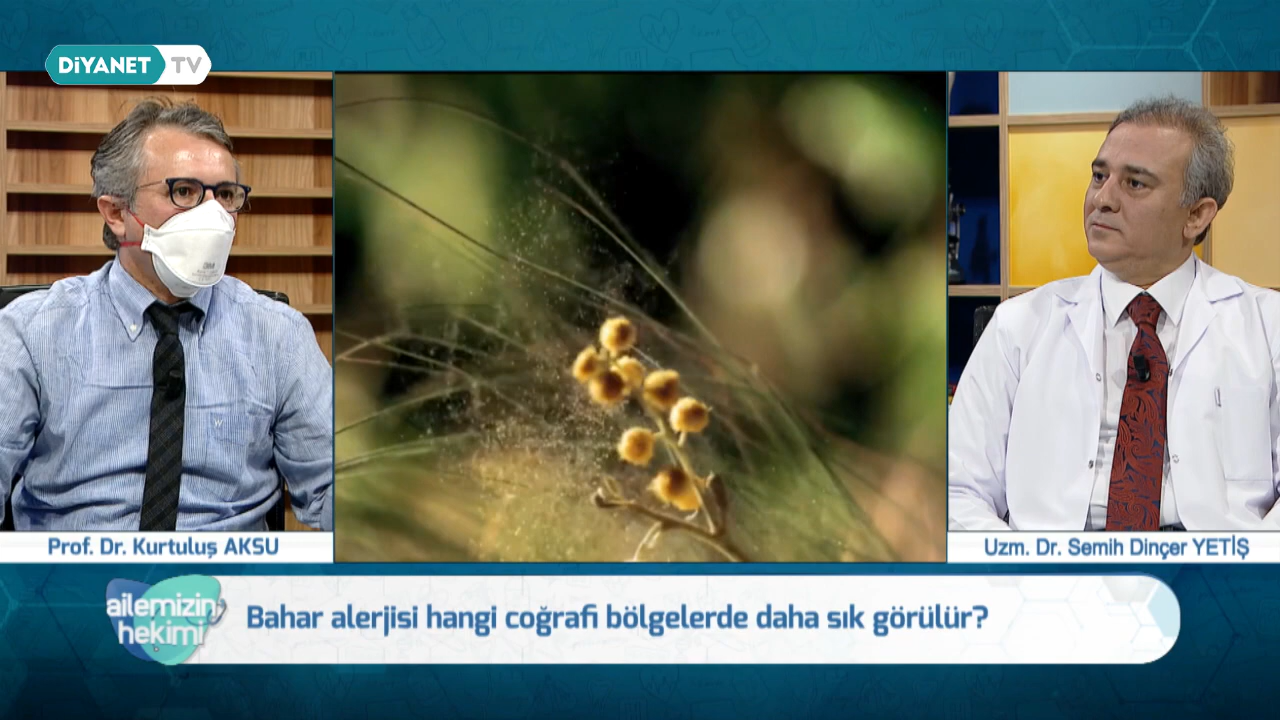 DİYANET TV
3M
Prof. Dr. Kurtuluş AKSU
Uzm. Dr. Semih Dinçer YETİŞ
ailemizin
hekimi
Bahar alerjisi hangi coğrafi bölgelerde daha sık görülür?